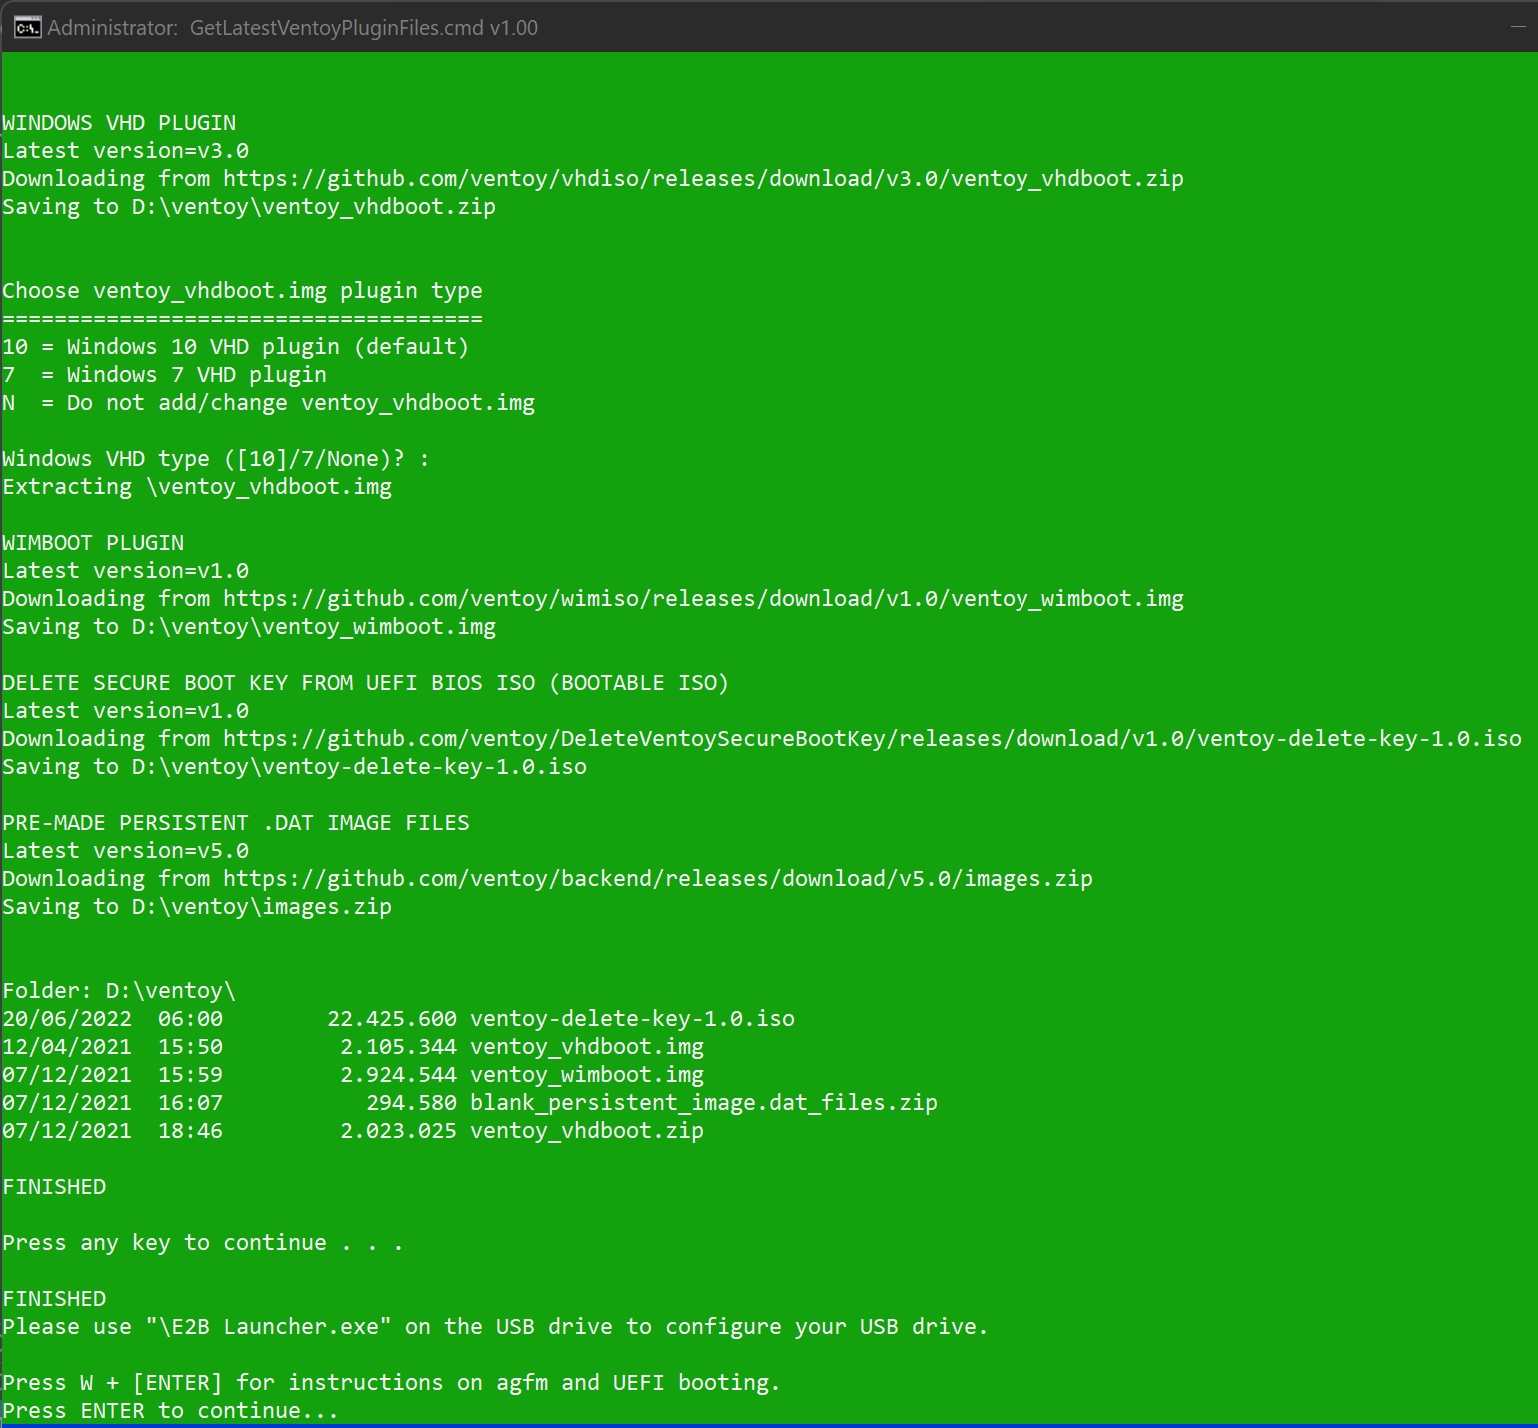 Administrator:  GetLatestVentoyPluginFiles.cmd v1.00
WINDOWS VHD PLUGIN
Latest version=v3.0
Downloading from https://github.com/ventoy/vhdiso/releases/download/v3.0/ventoy_vhdboot.zip
Saving to D:\ventoy\ventoy_vhdboot.zip
Choose ventoy_vhdboot.img plugin type
=====================================
10 = Windows 10 VHD plugin (default)
7  = Windows 7 VHD plugin
N  = Do not add/change ventoy_vhdboot.img
Windows VHD type ([10]/7/None)? :
Extracting \ventoy_vhdboot.img
WIMBOOT PLUGIN
Latest version=v1.0
Downloading from https://github.com/ventoy/wimiso/releases/download/v1.0/ventoy_wimboot.img
Saving to D:\ventoy\ventoy_wimboot.img
DELETE SECURE BOOT KEY FROM UEFI BIOS ISO (BOOTABLE ISO)
Latest version=v1.0
Downloading from https://github.com/ventoy/DeleteVentoySecureBootKey/releases/download/v1.0/ventoy-delete-key-1.0.iso
Saving to D:\ventoy\ventoy-delete-key-1.0.iso
PRE-MADE PERSISTENT .DAT IMAGE FILES
Latest version=v5.0
Downloading from https://github.com/ventoy/backend/releases/download/v5.0/images.zip
Saving to D:\ventoy\images.zip
Folder: D:\ventoy\
20/06/2022  06:00        22.425.600 ventoy-delete-key-1.0.iso
12/04/2021  15:50         2.105.344 ventoy_vhdboot.img
07/12/2021  15:59         2.924.544 ventoy_wimboot.img
07/12/2021  16:07           294.580 blank_persistent_image.dat_files.zip
07/12/2021  18:46         2.023.025 ventoy_vhdboot.zip
FINISHED
Press any key to continue . . .
FINISHED
Please use "\E2B Launcher.exe" on the USB drive to configure your USB drive.
Press W + [ENTER] for instructions on agfm and UEFI booting.
Press ENTER to continue...